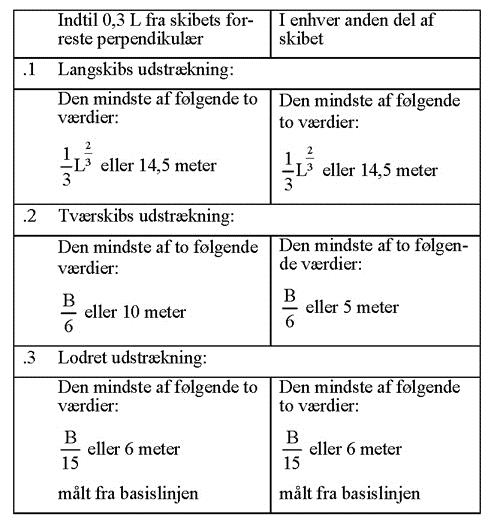 Indtil 0,3 L fra skibets for-
reste perpendikulær
I enhver anden del af
skibet
.1 Langskibs udstrækning:
Den mindste af følgende to
værdier:
1/3 L^2/3 eller 14,5 meter
Den mindste af følgende
to værdier:
1/3 L^2/3 eller 14,5 meter
.2 Tværskibs udstrækning:
Den mindste af to følgende
værdier:
B/6 eller 10 meter
Den mindste af to følgen-
de værdier:
B/6 eller 5 meter
.3 Lodret udstrækning:
Den mindste af følgende to
værdier:
B/15 eller 6 meter
målt fra basislinjen
Den mindste af følgende
to værdier:
B/15 eller 6 meter
målt fra basislinjen